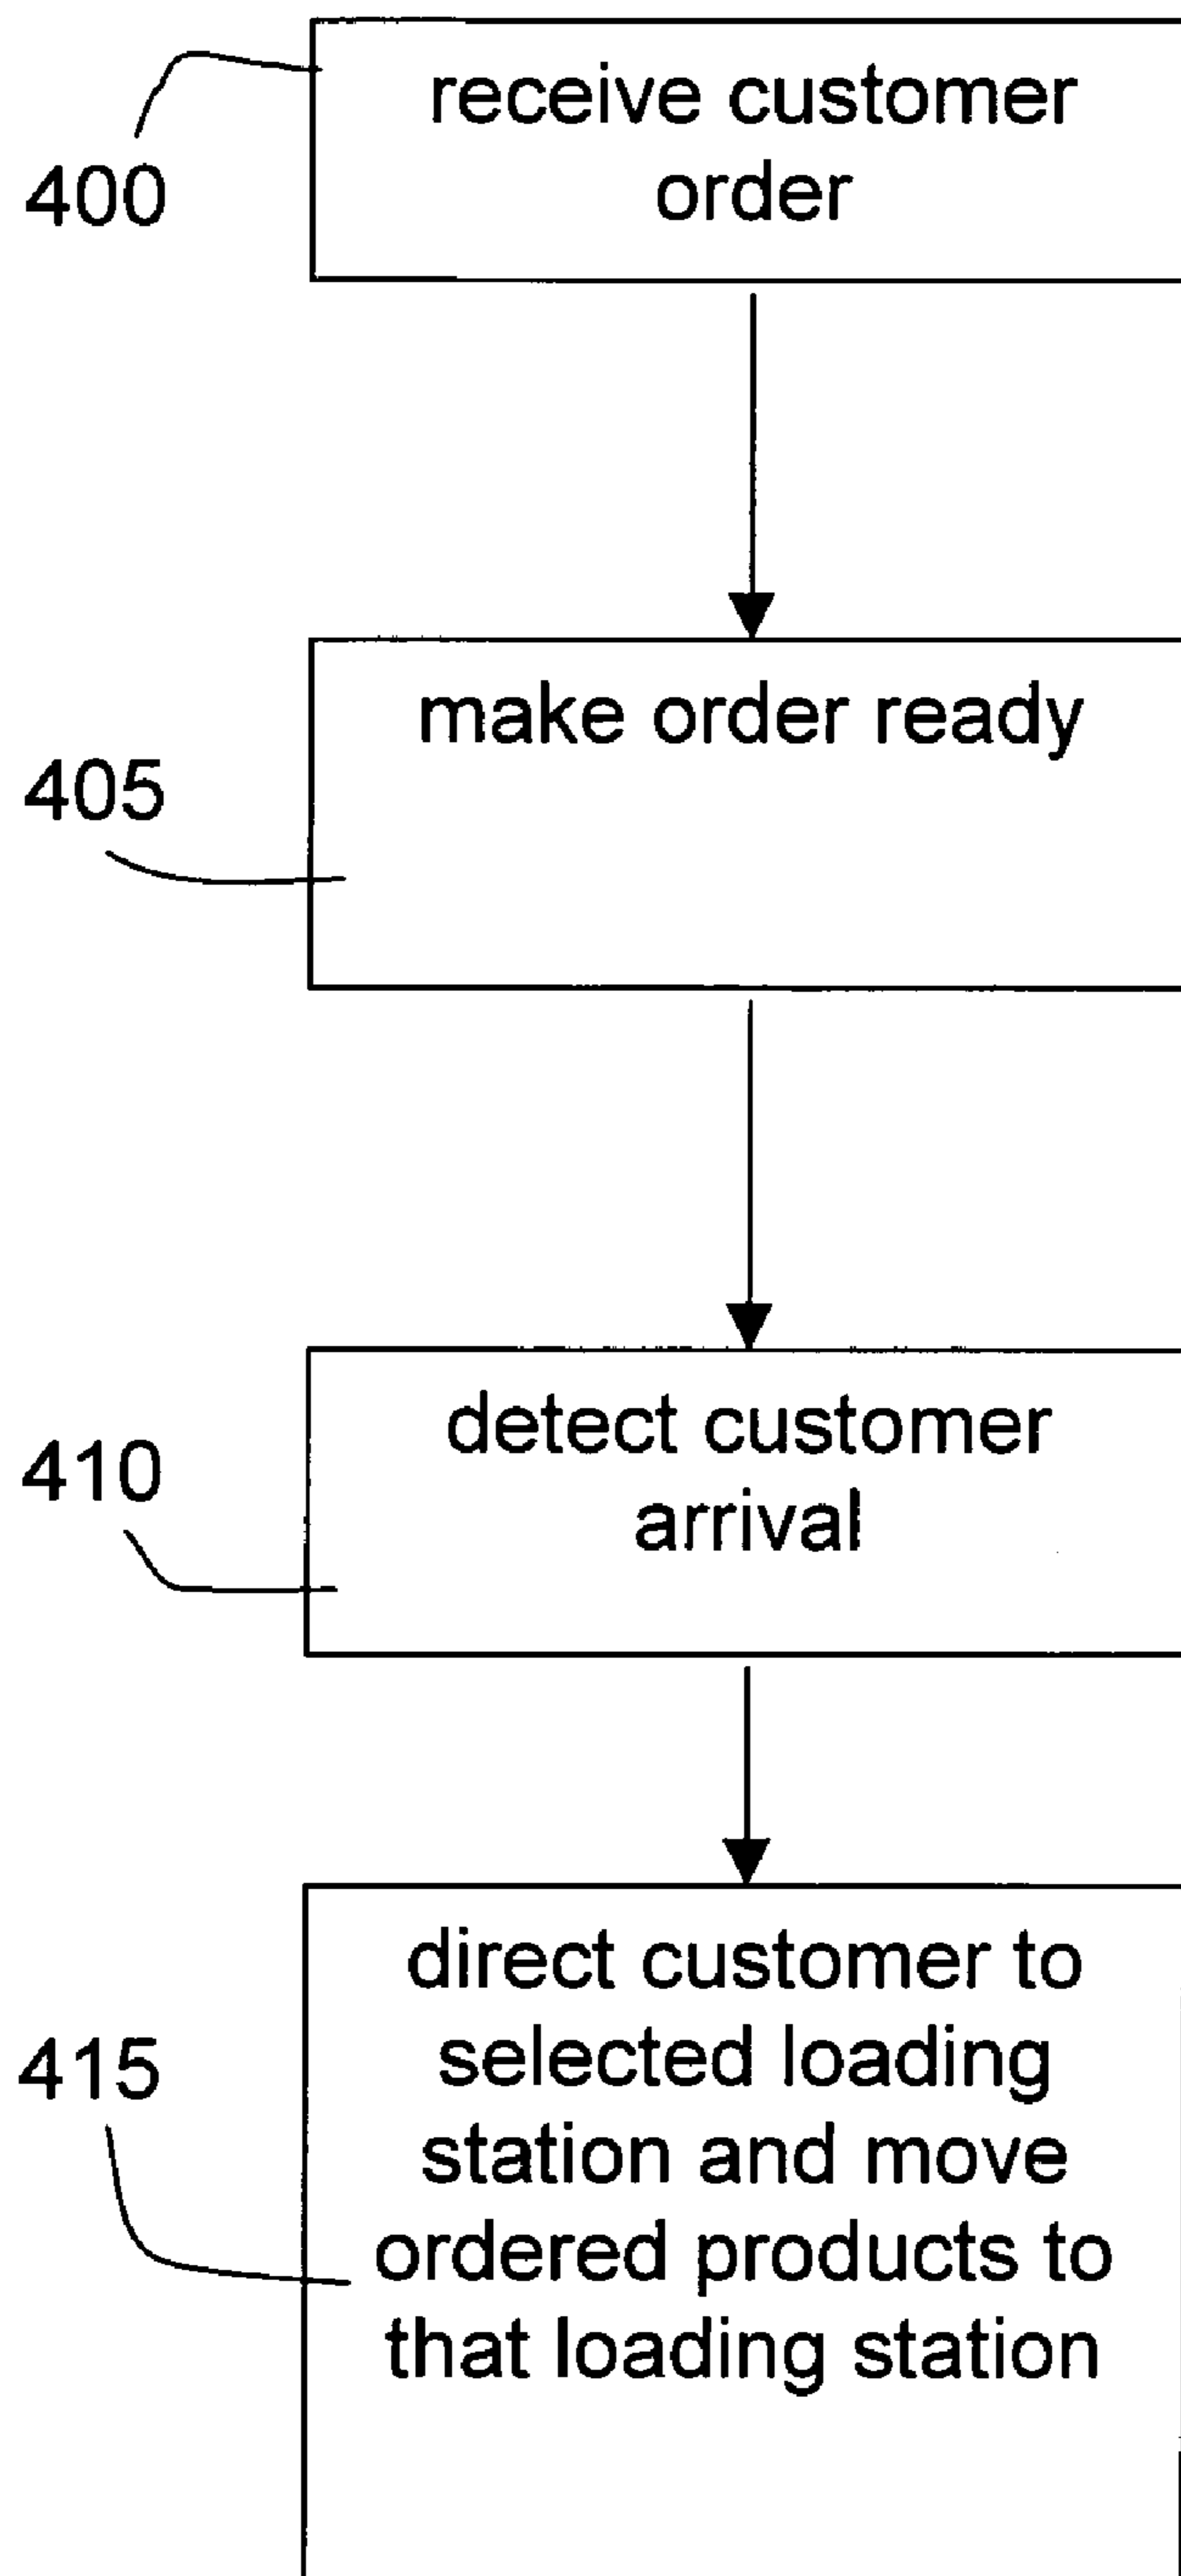 receive customer
order
400
make order ready
405
detect customer
arrival
410
direct customer to
selected loading
station and move
ordered products to
that loading station
415